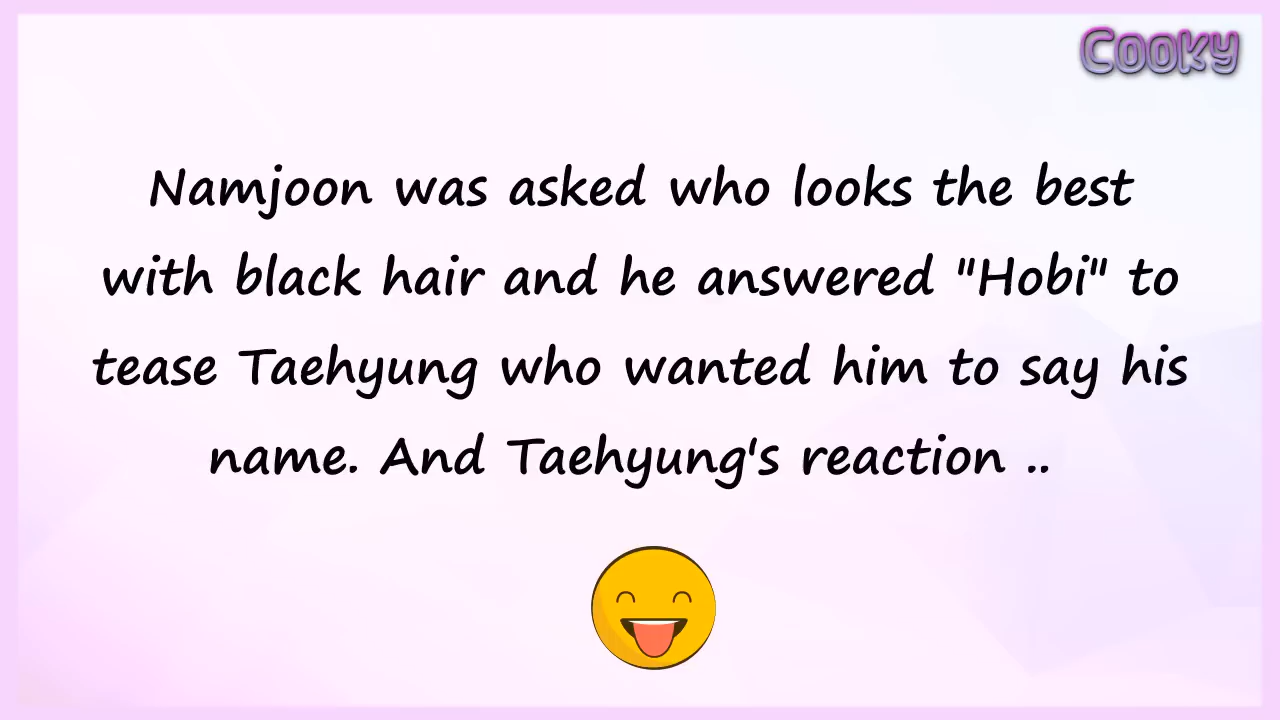 Cooky
Namjoon was asked who looks the best
with black hair and he answered "Hobi" to
tease Taehyung who wanted him to say his
name. And Taehyung's reaction ..